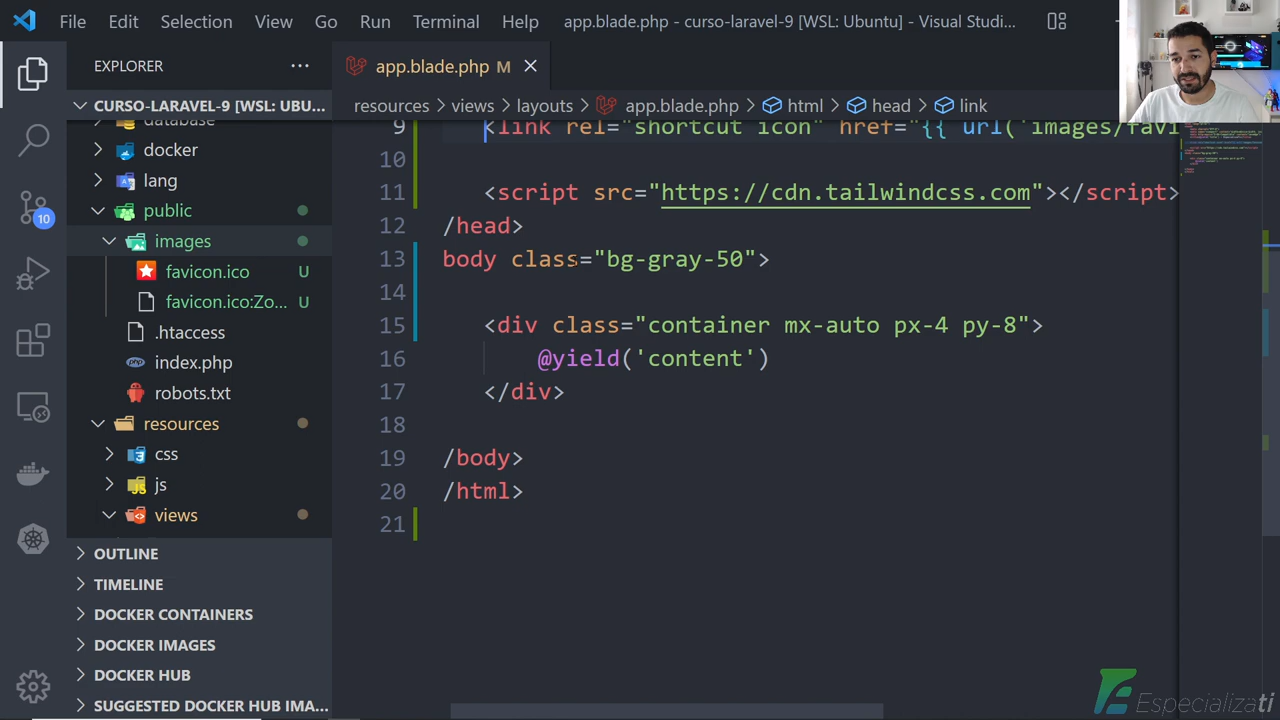 File Edit Selection View Go Run Terminal Help app.blade.php - curso-laravel-9 [WSL: Ubuntu] - Visual Studi...
EXPLORER
app.blade.php M
CURSO-LARAVEL-9 [WSL: UBU...
resources > views > layouts > app.blade.php > html > head > link
database
docker
lang
public
images
favicon.ico U
favicon.ico:Zo... U
.htaccess
index.php
robots.txt
resources
css
js
views
OUTLINE
TIMELINE
DOCKER CONTAINERS
DOCKER IMAGES
DOCKER HUB
SUGGESTED DOCKER HUB IMA...
10
9 <link rel="shortcut icon" href="{{ url('images/favi
10
11 <script src="https://cdn.tailwindcss.com"></script>
12 /head>
13 body class="bg-gray-50">
14
15 <div class="container mx-auto px-4 py-8">
16 @yield('content')
17 </div>
18
19 /body>
20 /html>
21
Especializati